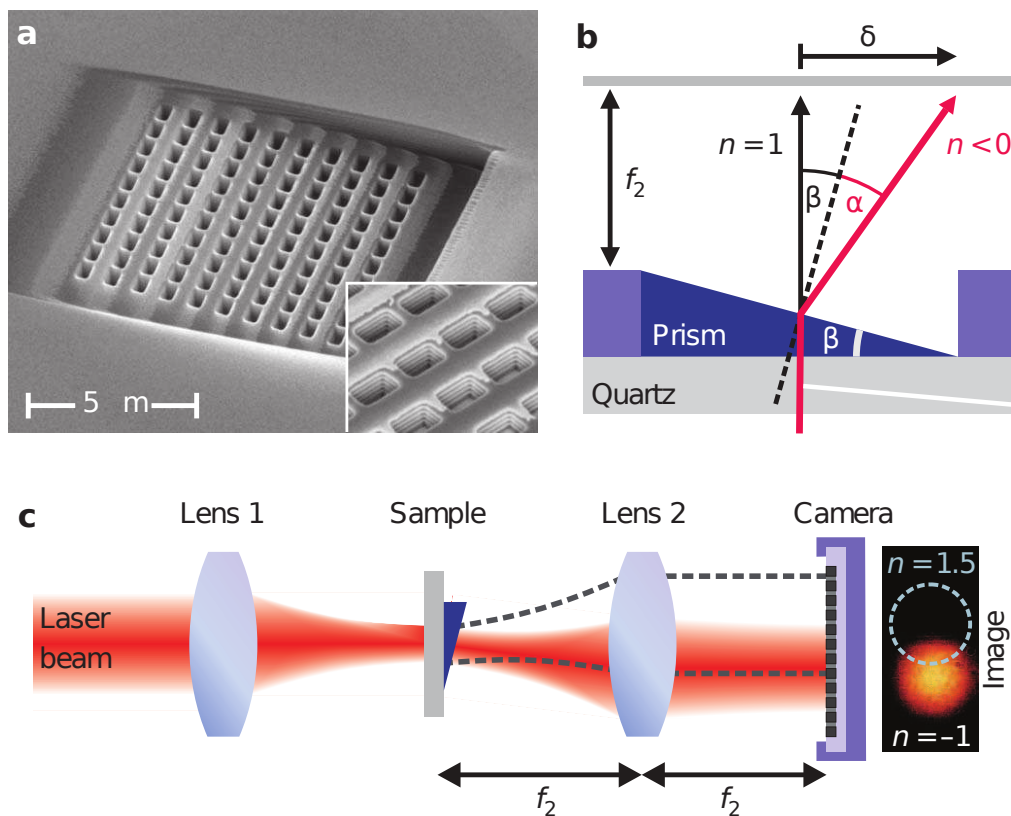 a
5 m
b
δ
n = 1
n < 0
f₂
β
α
Prism
β
Quartz
c
Lens 1
Sample
Lens 2
Camera
Laser
beam
n = 1.5
Image
n = –1
f₂
f₂